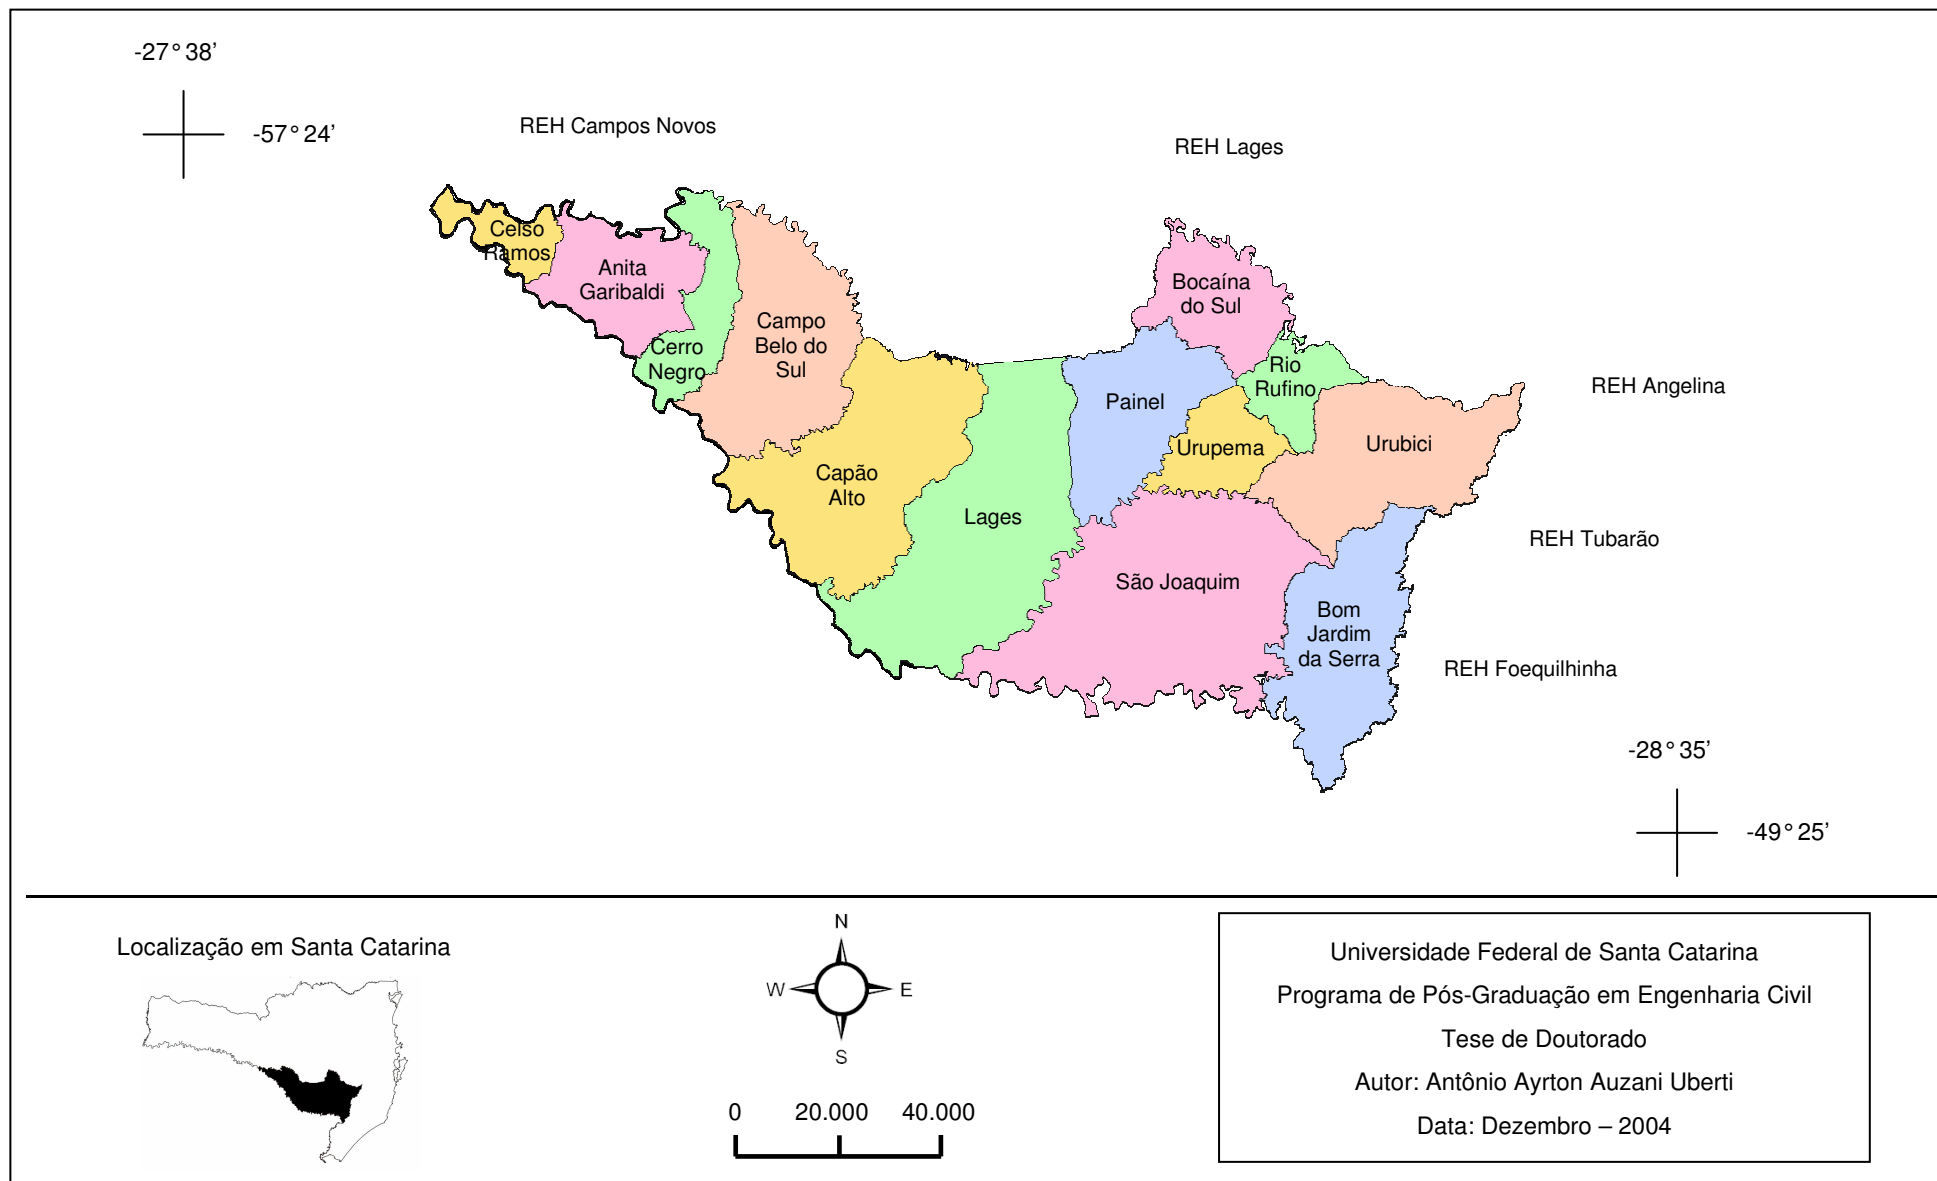 -27° 38’
-57° 24’
REH Campos Novos
REH Lages
Celso
Ramos
Anita
Garibaldi
Bocaína
do Sul
Campo
Belo do
Sul
Cerro
Negro
Rio
Rufino
REH Angelina
Painel
Urupema
Urubici
Capão
Alto
Lages
REH Tubarão
São Joaquim
Bom
Jardim
da Serra
REH Foequilhinha
-28° 35’
-49° 25’
Localização em Santa Catarina
N
W
E
S
0 20.000 40.000
Universidade Federal de Santa Catarina
Programa de Pós-Graduação em Engenharia Civil
Tese de Doutorado
Autor: Antônio Ayrton Auzani Uberti
Data: Dezembro – 2004